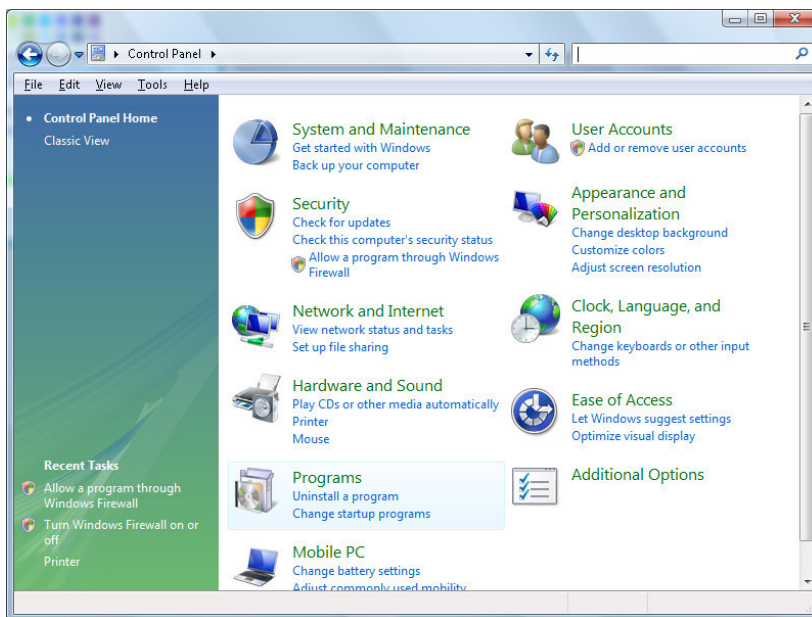 Control Panel
File Edit View Tools Help
Control Panel Home
Classic View
System and Maintenance
Get started with Windows
Back up your computer
Security
Check for updates
Check this computer's security status
Allow a program through Windows
Firewall
Network and Internet
View network status and tasks
Set up file sharing
Hardware and Sound
Play CDs or other media automatically
Printer
Mouse
Programs
Uninstall a program
Change startup programs
Mobile PC
Change battery settings
Adjust commonly used mobility
User Accounts
Add or remove user accounts
Appearance and
Personalization
Change desktop background
Customize colors
Adjust screen resolution
Clock, Language, and
Region
Change keyboards or other input
methods
Ease of Access
Let Windows suggest settings
Optimize visual display
Additional Options
Recent Tasks
Allow a program through
Windows Firewall
Turn Windows Firewall on or
off
Printer